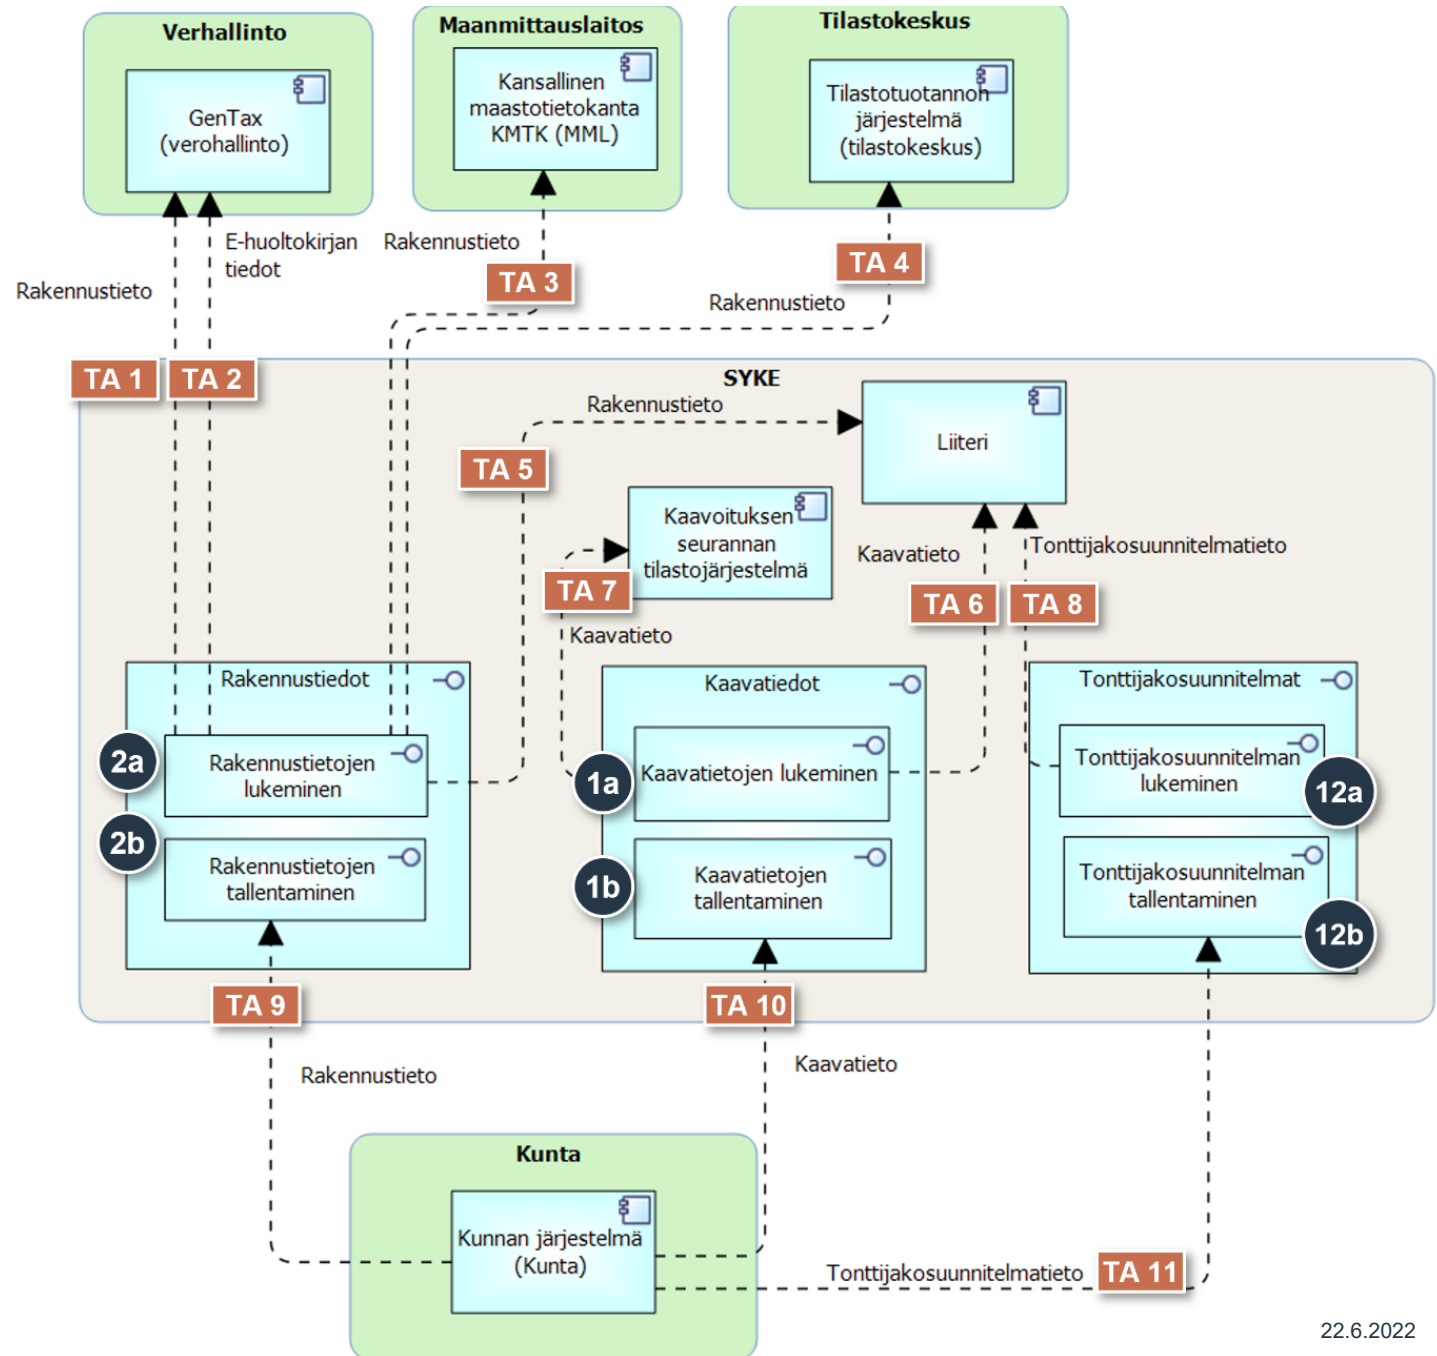 Verhallinto
Maanmittauslaitos
Tilastokeskus
GenTax
(verohallinto)
Kansallinen
maastotietokanta
KMTK (MML)
Tilastotuotannon
järjestelmä
(tilastokeskus)
Rakennustieto
E-huoltokirjan
tiedot
Rakennustieto
TA 3
TA 4
Rakennustieto
TA 1
TA 2
SYKE
Rakennustieto
TA 5
Liiteri
Kaavoituksen
seurannan
tilastojärjestelmä
TA 7
Kaavatieto
Kaavatieto
Tonttijakosuunnitelmatieto
TA 6
TA 8
Rakennustiedot
2a
Rakennustietojen
lukeminen
2b
Rakennustietojen
tallentaminen
Kaavatiedot
1a
Kaavatietojen lukeminen
1b
Kaavatietojen
tallentaminen
Tonttijakosuunnitelmat
Tonttijakosuunnitelman
lukeminen
12a
Tonttijakosuunnitelman
tallentaminen
12b
TA 9
TA 10
Rakennustieto
Kaavatieto
Kunta
Kunnan järjestelmä
(Kunta)
Tonttijakosuunnitelmatieto
TA 11
22.6.2022